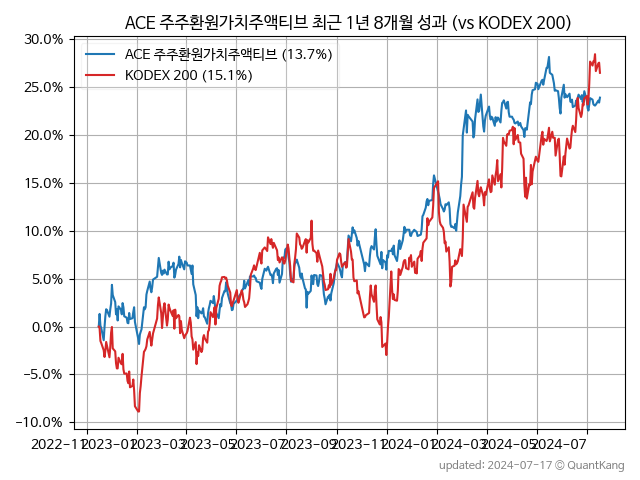 ACE 주주환원가치주액티브 최근 1년 8개월 성과 (vs KODEX 200)
30.0%
25.0%
20.0%
15.0%
10.0%
5.0%
0.0%
−5.0%
−10.0%
ACE 주주환원가치주액티브 (13.7%)
KODEX 200 (15.1%)
2022-11 2023-01 2023-03 2023-05 2023-07 2023-09 2023-11 2024-01 2024-03 2024-05 2024-07
updated: 2024-07-17 © QuantKang